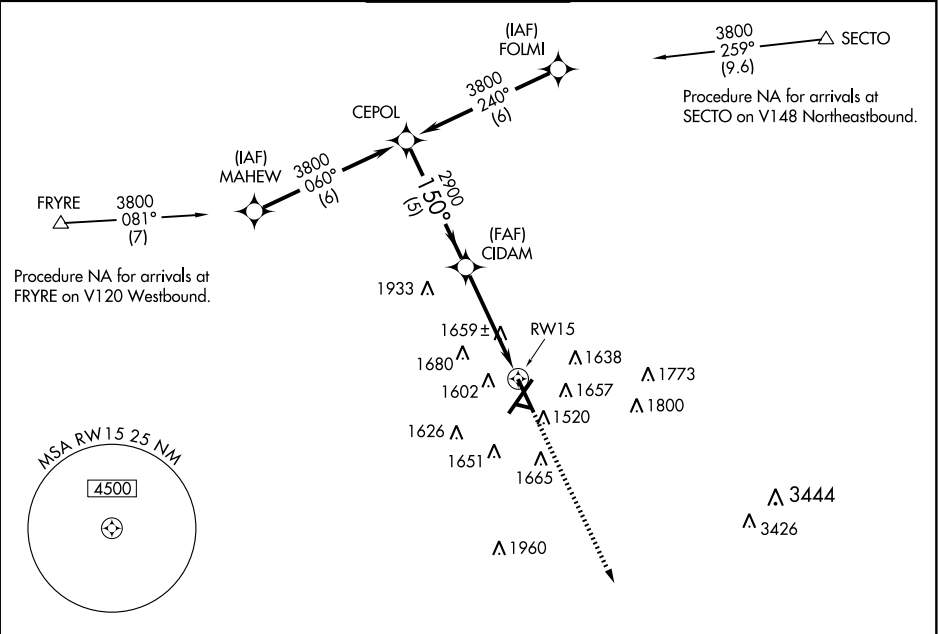 (IAF)
FOLMI
3800
259°
(9.6)
SECTO
Procedure NA for arrivals at
SECTO on V148 Northeastbound.
3800
240°
(6)
CEPOL
(IAF)
MAHEW
3800
060°
(6)
FRYRE
3800
081°
(7)
Procedure NA for arrivals at
FRYRE on V120 Westbound.
2900
150°
(5)
(FAF)
CIDAM
1933
1659±
RW15
1680
1638
1602
1773
1657
1800
1520
1626
1651
1665
3444
3426
1960
MSA RW15 25 NM
4500